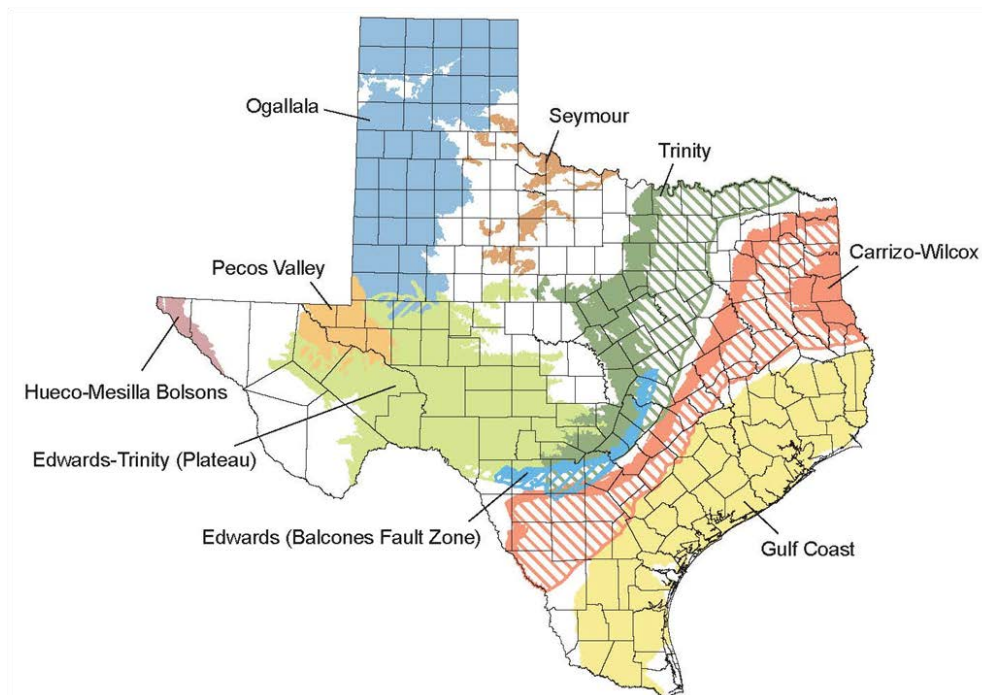 Ogallala
Seymour
Trinity
Carrizo-Wilcox
Pecos Valley
Hueco-Mesilla Bolsons
Edwards-Trinity (Plateau)
Edwards (Balcones Fault Zone)
Gulf Coast